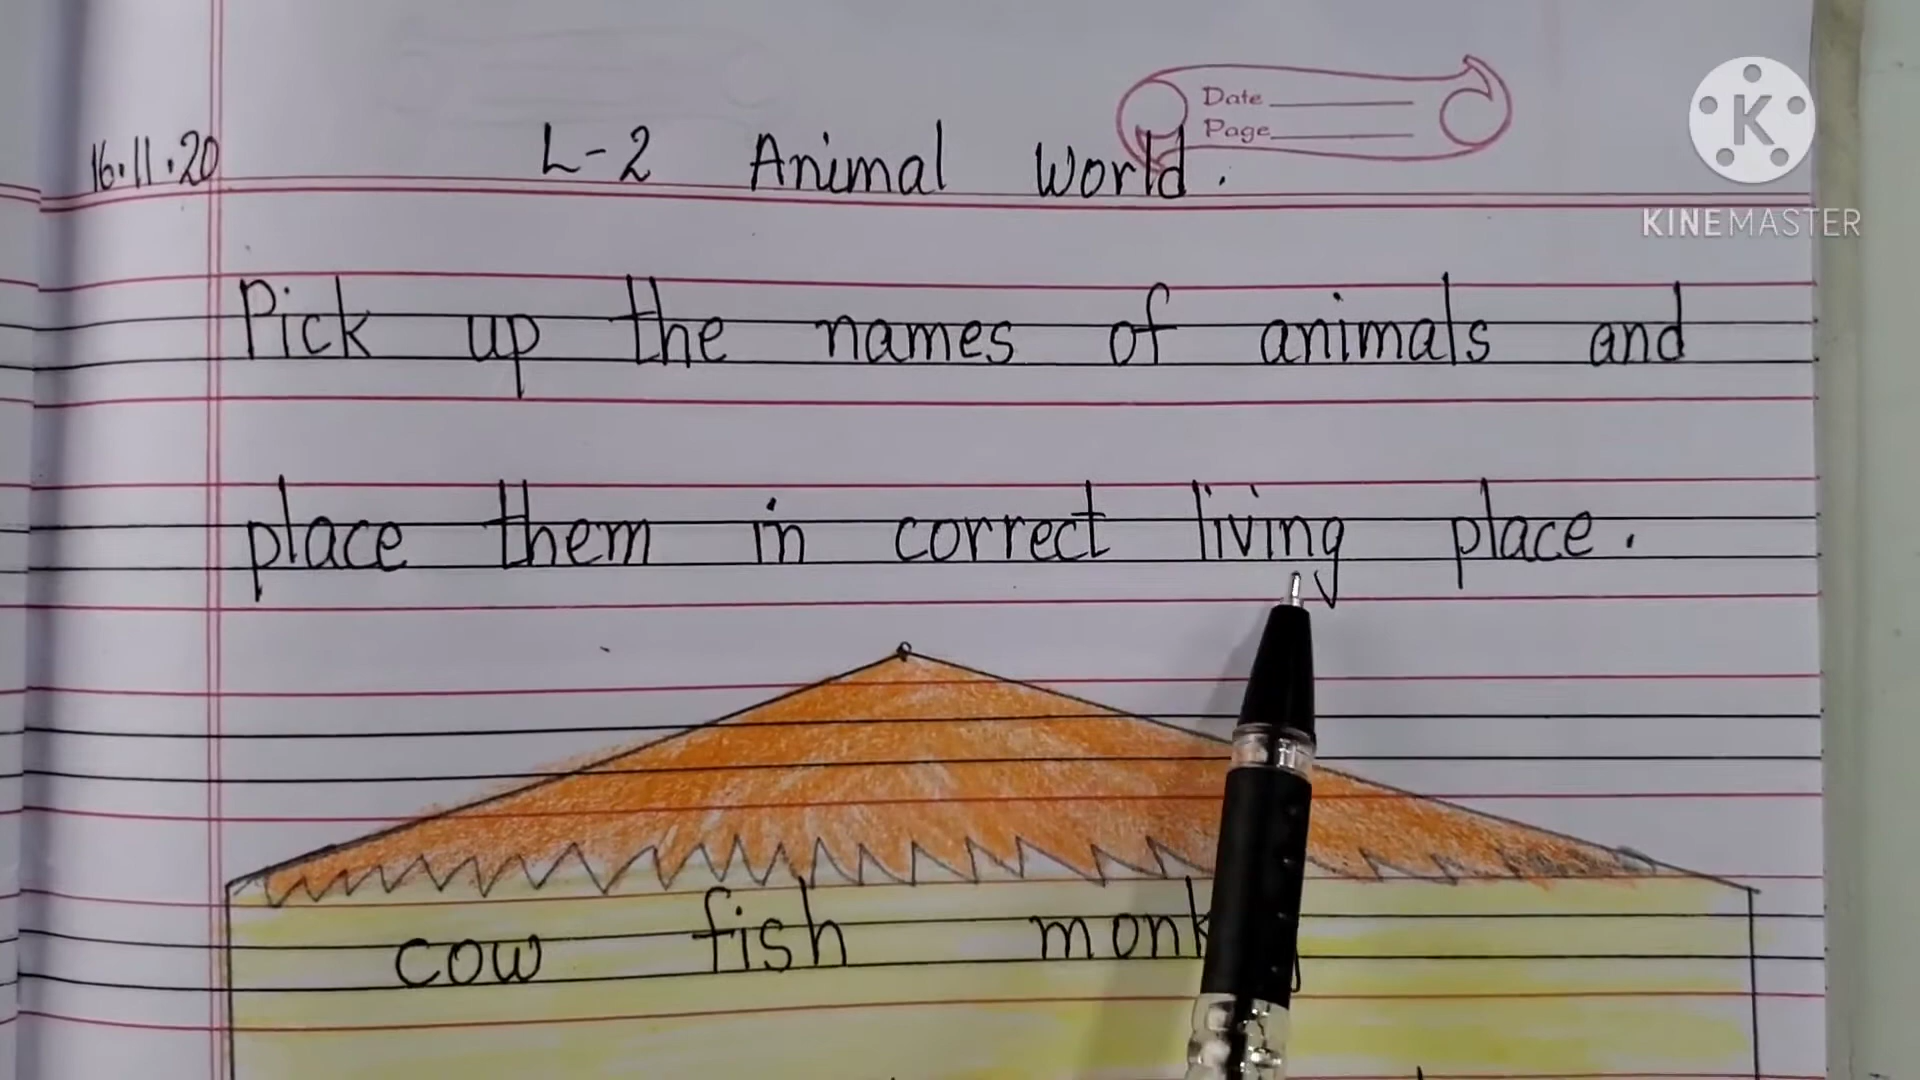 Date
Page
16.11.20
L-2 Animal World.
K
KINEMASTER
Pick up the names of animals and
place them in correct living place.
cow fish